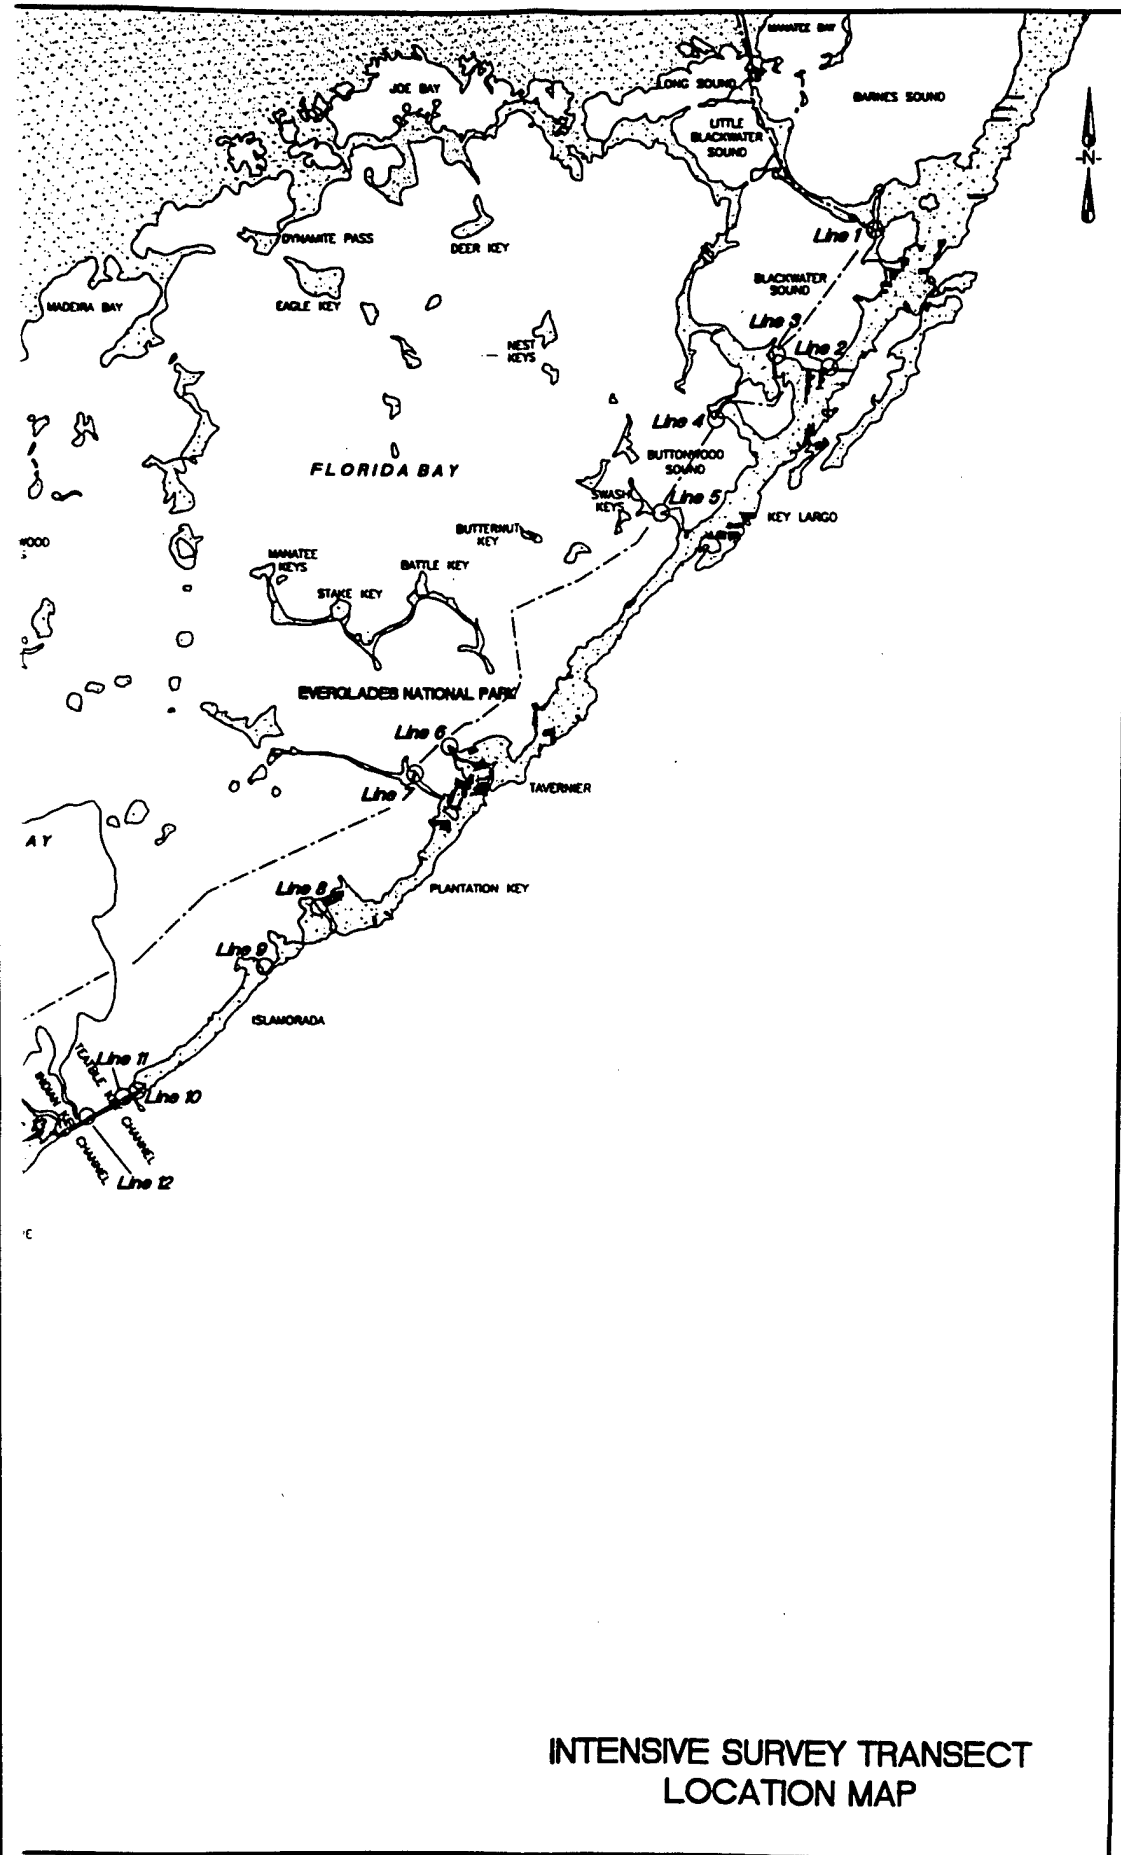 MANATEE BAY
JOE BAY
LONG SOUND
BARNES SOUND
LITTLE
BLACKWATER
SOUND
-N-
DYNAMITE PASS
DEER KEY
Line 1
MADEIRA BAY
EAGLE KEY
BLACKWATER
SOUND
Line 3
NEST
KEYS
Line 2
Line 4
FLORIDA BAY
BUTTONWOOD
SOUND
SWASH
KEYS
Line 5
KEY LARGO
BUTTERNUT
KEY
MANATEE
KEYS
BATTLE KEY
STAKE KEY
EVERGLADES NATIONAL PARK
Line 6
Line 7
TAVERNIER
AY
Line 8
PLANTATION KEY
Line 9
ISLAMORADA
Line 11
TEATBLE KEY
CHANNEL
Line 10
INDIAN KEY
CHANNEL
Line 12
INTENSIVE SURVEY TRANSECT
LOCATION MAP